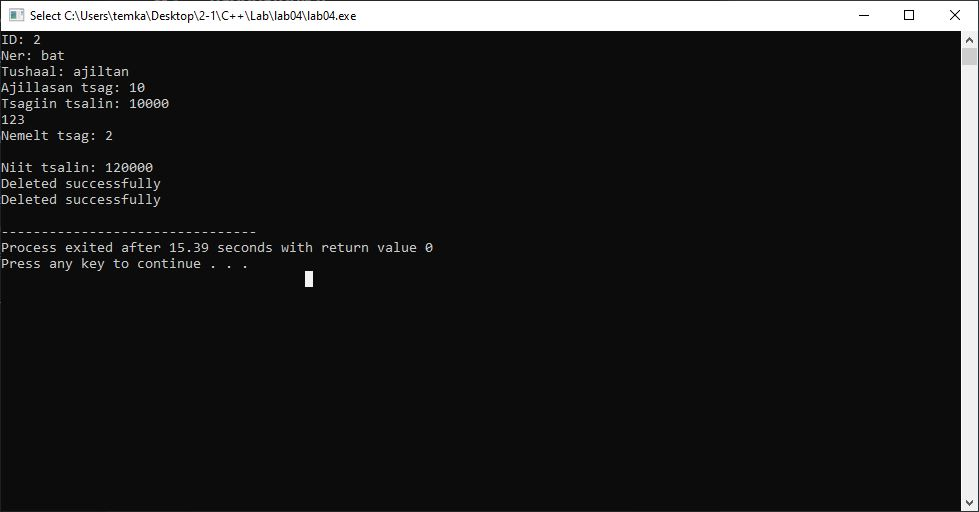 Select C:\Users\temka\Desktop\2-1\C++\Lab\lab04\lab04.exe
ID: 2
Ner: bat
Tushaal: ajiltan
Ajillasan tsag: 10
Tsagiin tsalin: 10000
123
Nemelt tsag: 2
Niit tsalin: 120000
Deleted successfully
Deleted successfully
--------------------------------
Process exited after 15.39 seconds with return value 0
Press any key to continue . . .